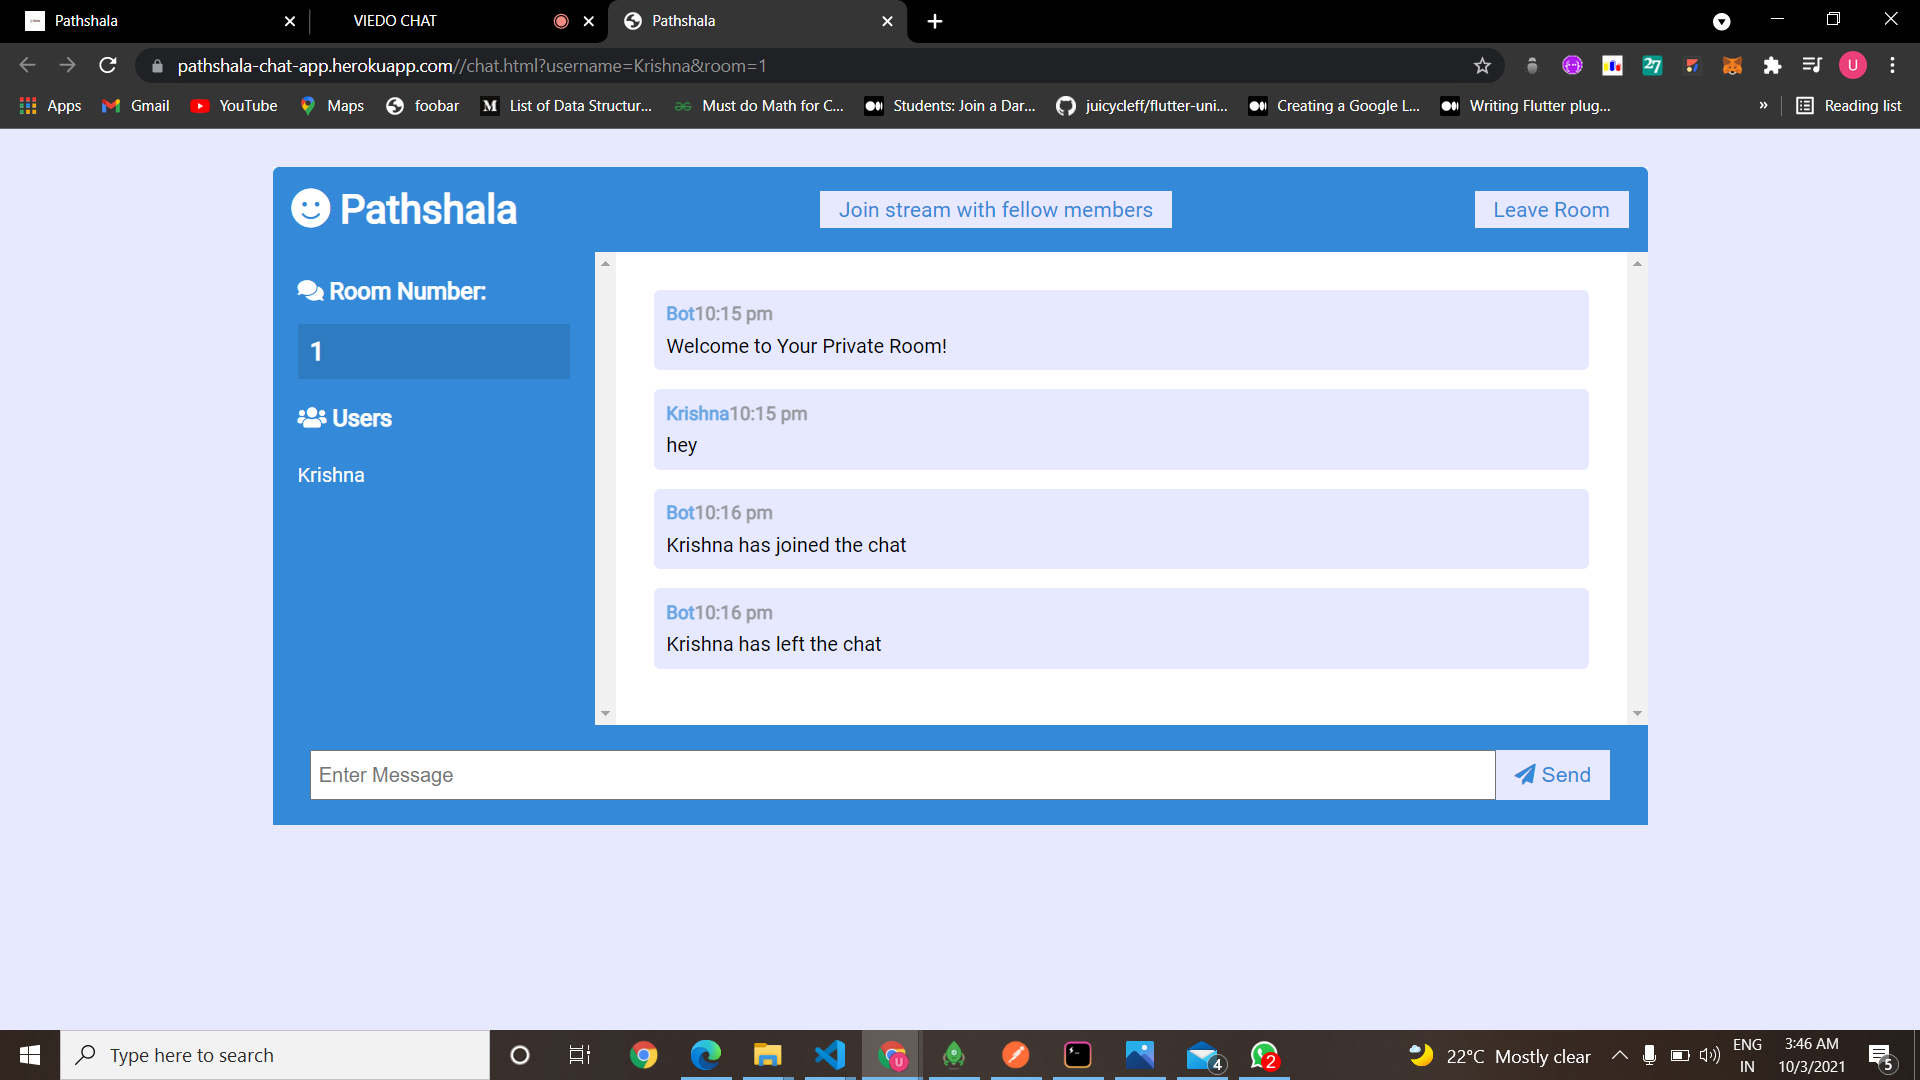 Pathshala
VIEDO CHAT
Pathshala
pathshala-chat-app.herokuapp.com//chat.html?username=Krishna&room=1
U
Apps
Gmail
YouTube
Maps
foobar
List of Data Structur...
Must do Math for C...
Students: Join a Dar...
juicycleff/flutter-uni...
Creating a Google L...
Writing Flutter plug...
»
Reading list
Pathshala
Join stream with fellow members
Leave Room
Room Number:
1
Users
Krishna
Bot10:15 pm
Welcome to Your Private Room!
Krishna10:15 pm
hey
Bot10:16 pm
Krishna has joined the chat
Bot10:16 pm
Krishna has left the chat
Enter Message
Send
Type here to search
U
4
2
22°C Mostly clear
ENG
IN
3:46 AM
10/3/2021
5